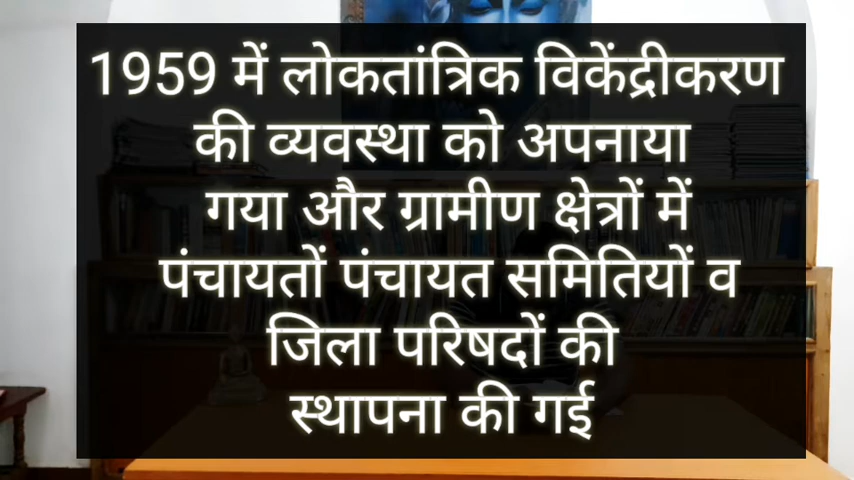 1959 में लोकतांत्रिक विकेंद्रीकरण
की व्यवस्था को अपनाया
गया और ग्रामीण क्षेत्रों में
पंचायतों पंचायत समितियों व
जिला परिषदों की
स्थापना की गई